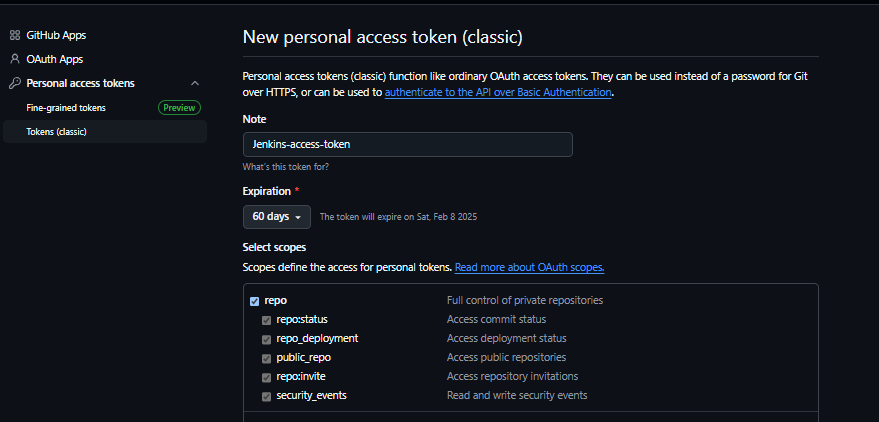 GitHub Apps
OAuth Apps
Personal access tokens
Fine-grained tokens Preview
Tokens (classic)
New personal access token (classic)
Personal access tokens (classic) function like ordinary OAuth access tokens. They can be used instead of a password for Git
over HTTPS, or can be used to authenticate to the API over Basic Authentication.
Note
Jenkins-access-token
What's this token for?
Expiration *
60 days The token will expire on Sat, Feb 8 2025
Select scopes
Scopes define the access for personal tokens. Read more about OAuth scopes.
repo Full control of private repositories
repo:status Access commit status
repo_deployment Access deployment status
public_repo Access public repositories
repo:invite Access repository invitations
security_events Read and write security events